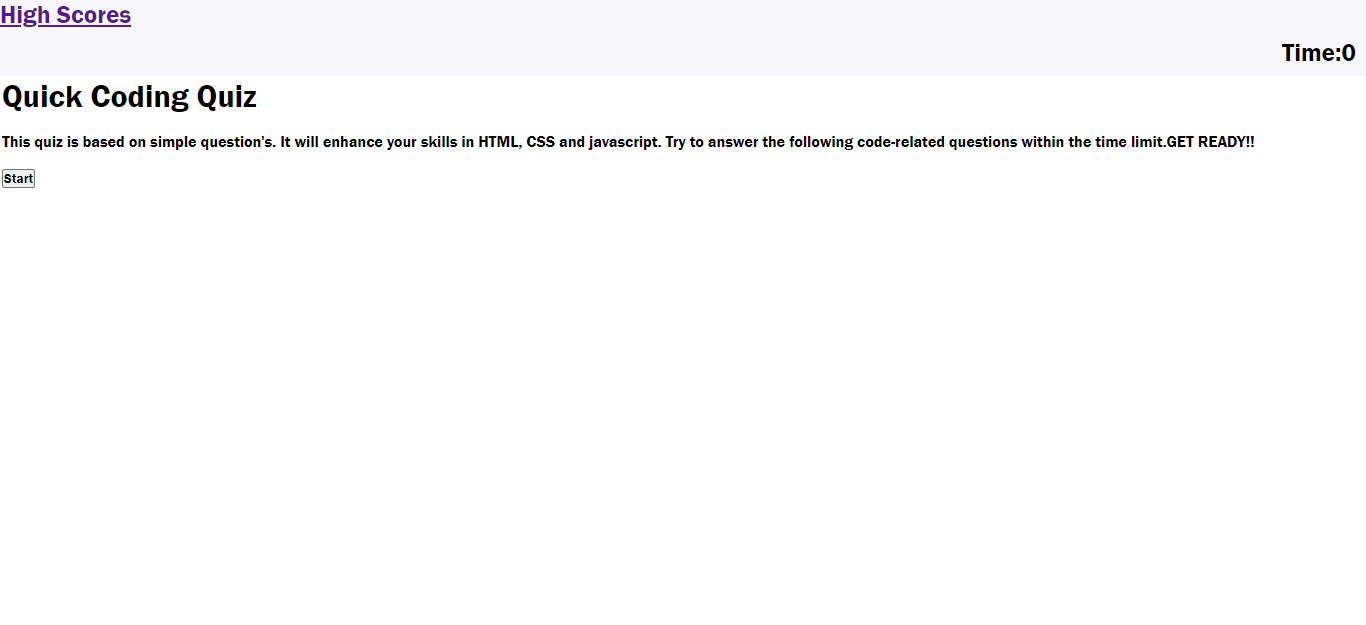 High Scores
Time:0
Quick Coding Quiz
This quiz is based on simple question's. It will enhance your skills in HTML, CSS and javascript. Try to answer the following code-related questions within the time limit.GET READY!!
Start